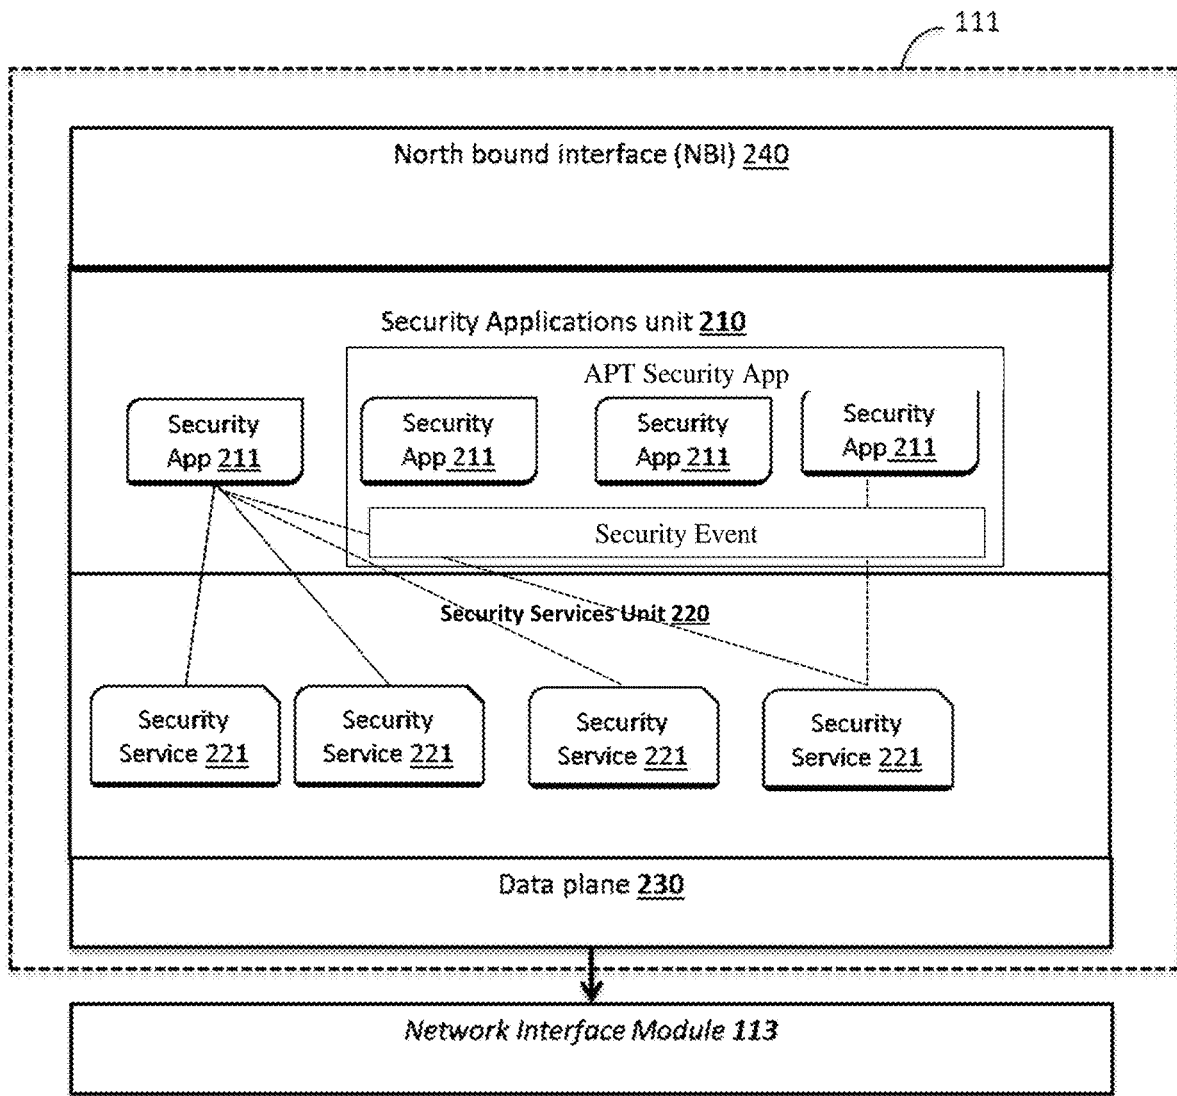 111
North bound interface (NBI) 240
Security Applications unit 210
APT Security App
Security
App 211
Security
App 211
Security
App 211
Security
App 211
Security Event
Security Services Unit 220
Security
Service 221
Security
Service 221
Security
Service 221
Security
Service 221
Data plane 230
Network Interface Module 113